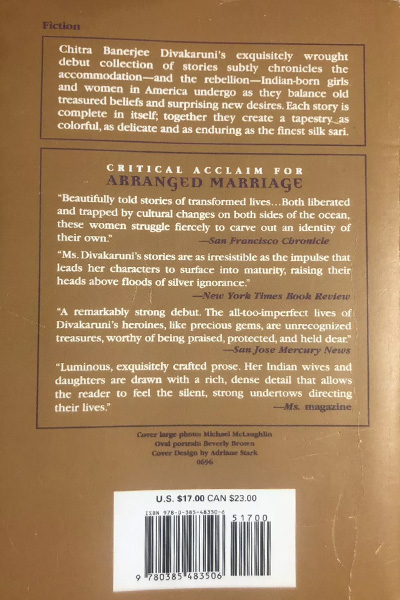 Fiction
Chitra Banerjee Divakaruni's exquisitely wrought
debut collection of stories subtly chronicles the
accommodation—and the rebellion—Indian-born girls
and women in America undergo as they balance old
treasured beliefs and surprising new desires. Each story is
complete in itself; together they create a tapestry as
colorful, as delicate and as enduring as the finest silk sari.
CRITICAL ACCLAIM FOR
ARRANGED MARRIAGE
"Beautifully told stories of transformed lives...Both liberated
and trapped by cultural changes on both sides of the ocean,
these women struggle fiercely to carve out an identity of
their own."
—San Francisco Chronicle
"Ms. Divakaruni's stories are as irresistible as the impulse that
leads her characters to surface into maturity, raising their
heads above floods of silver ignorance."
—New York Times Book Review
"A remarkably strong debut. The all-too-imperfect lives of
Divakaruni's heroines, like precious gems, are unrecognized
treasures, worthy of being praised, protected, and held dear."
—San Jose Mercury News
"Luminous, exquisitely crafted prose. Her Indian wives and
daughters are drawn with a rich, dense detail that allows
the reader to feel the silent, strong undertows directing
their lives."
—Ms. magazine
Cover large photo Michael McLaughlin
Oval portraits Beverly Brown
Cover Design by Adriane Stark
0696
U.S. $17.00 CAN $23.00
ISBN 978-0-385-48350-6
51700
9 780385 483506